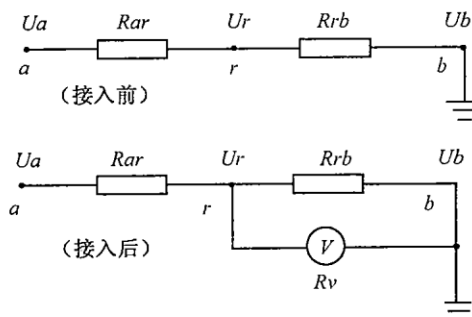 Ua Rar Ur Rrb Ub
a r b
（接入前）
Ua Rar Ur Rrb Ub
a r b
（接入后） V
Rv